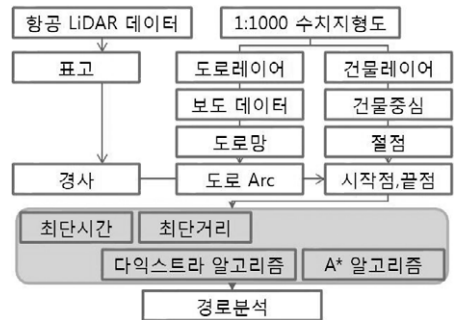 항공 LiDAR 데이터 1:1000 수치지형도
표고 도로레이어 건물레이어
보도 데이터 건물중심
도로망 절점
경사 도로 Arc 시작점,끝점
최단시간 최단거리
다익스트라 알고리즘 A* 알고리즘
경로분석